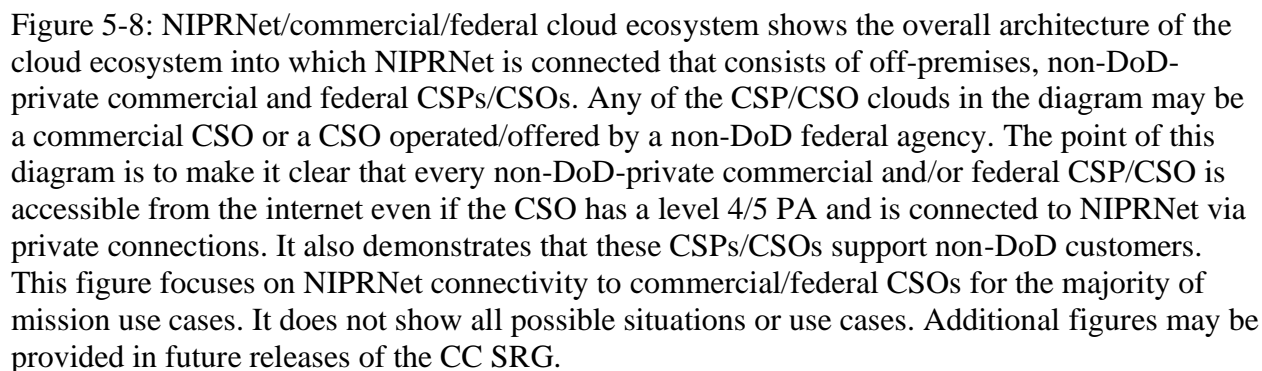 Figure 5-8: NIPRNet/commercial/federal cloud ecosystem shows the overall architecture of the
cloud ecosystem into which NIPRNet is connected that consists of off-premises, non-DoD-
private commercial and federal CSPs/CSOs. Any of the CSP/CSO clouds in the diagram may be
a commercial CSO or a CSO operated/offered by a non-DoD federal agency. The point of this
diagram is to make it clear that every non-DoD-private commercial and/or federal CSP/CSO is
accessible from the internet even if the CSO has a level 4/5 PA and is connected to NIPRNet via
private connections. It also demonstrates that these CSPs/CSOs support non-DoD customers.
This figure focuses on NIPRNet connectivity to commercial/federal CSOs for the majority of
mission use cases. It does not show all possible situations or use cases. Additional figures may be
provided in future releases of the CC SRG.